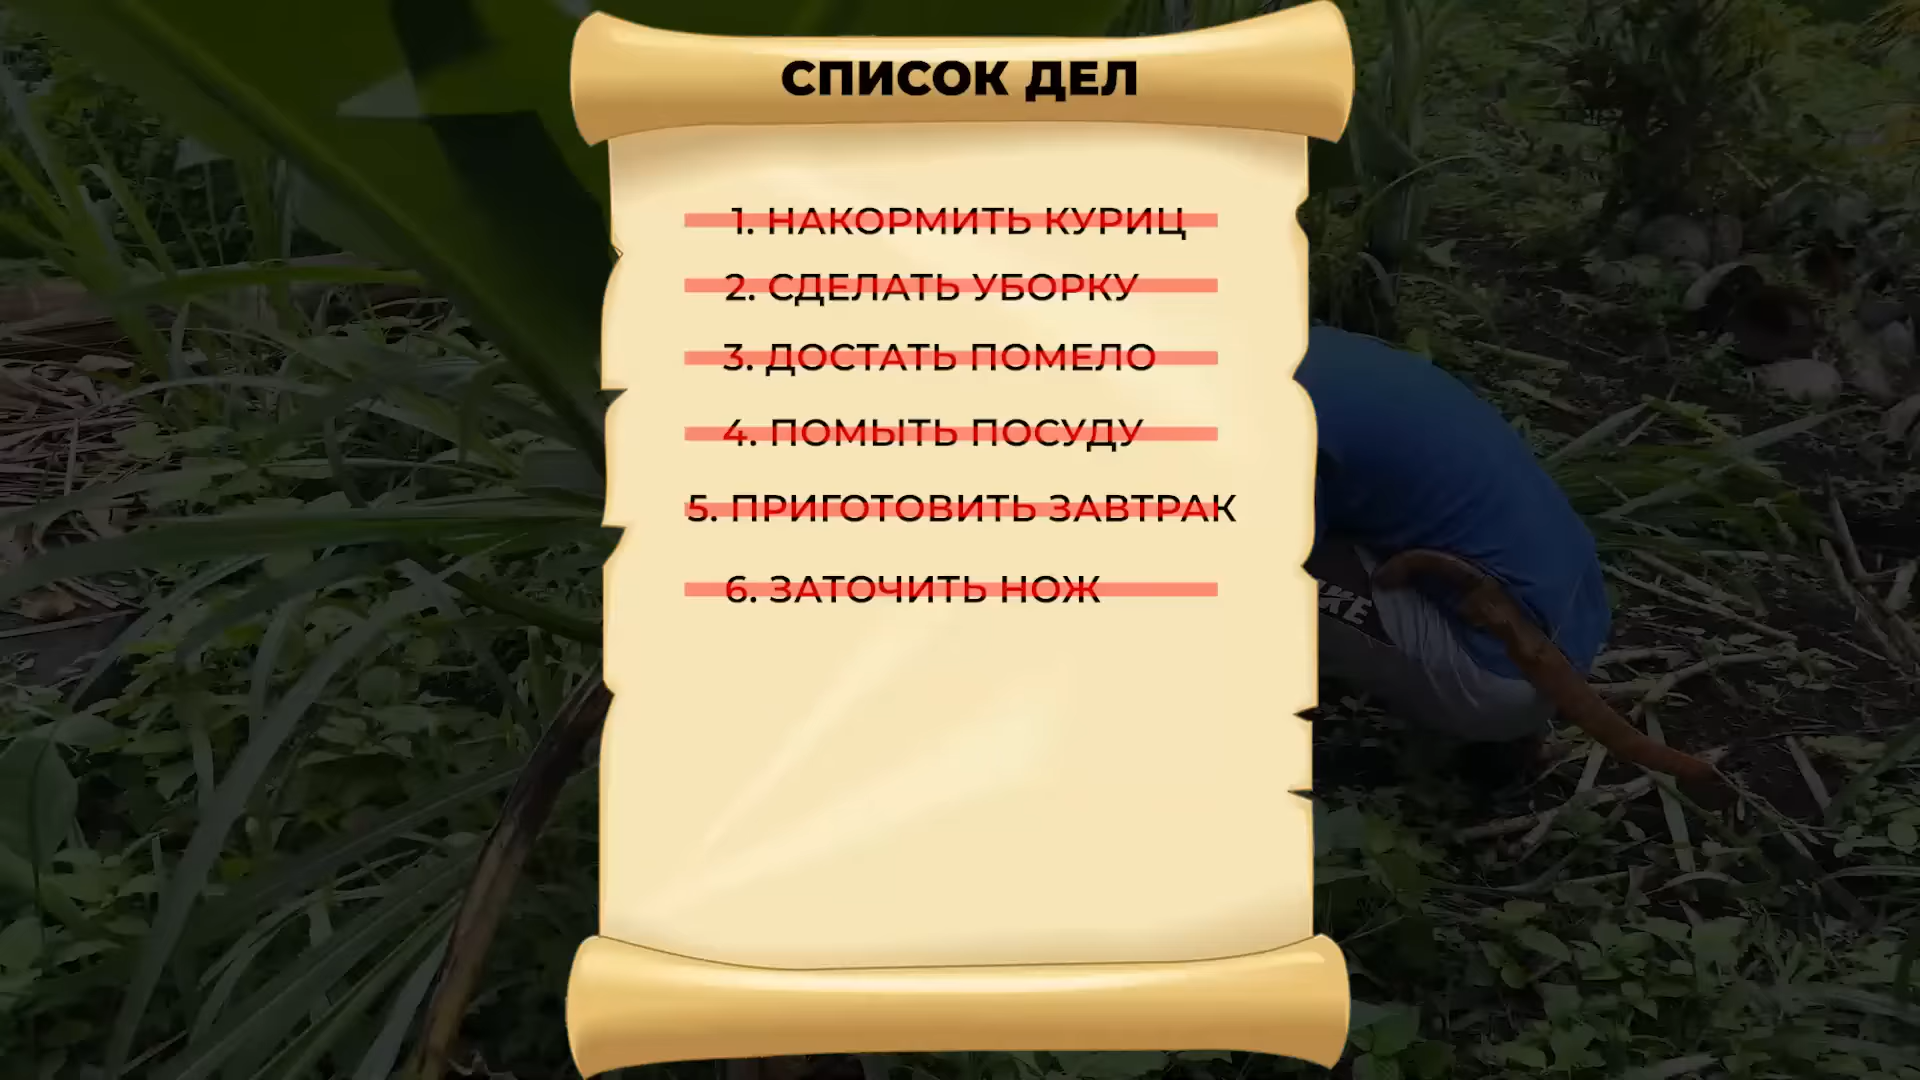 СПИСОК ДЕЛ
1. НАКОРМИТЬ КУРИЦ
2. СДЕЛАТЬ УБОРКУ
3. ДОСТАТЬ ПОМЕЛО
4. ПОМЫТЬ ПОСУДУ
5. ПРИГОТОВИТЬ ЗАВТРАК
6. ЗАТОЧИТЬ НОЖ